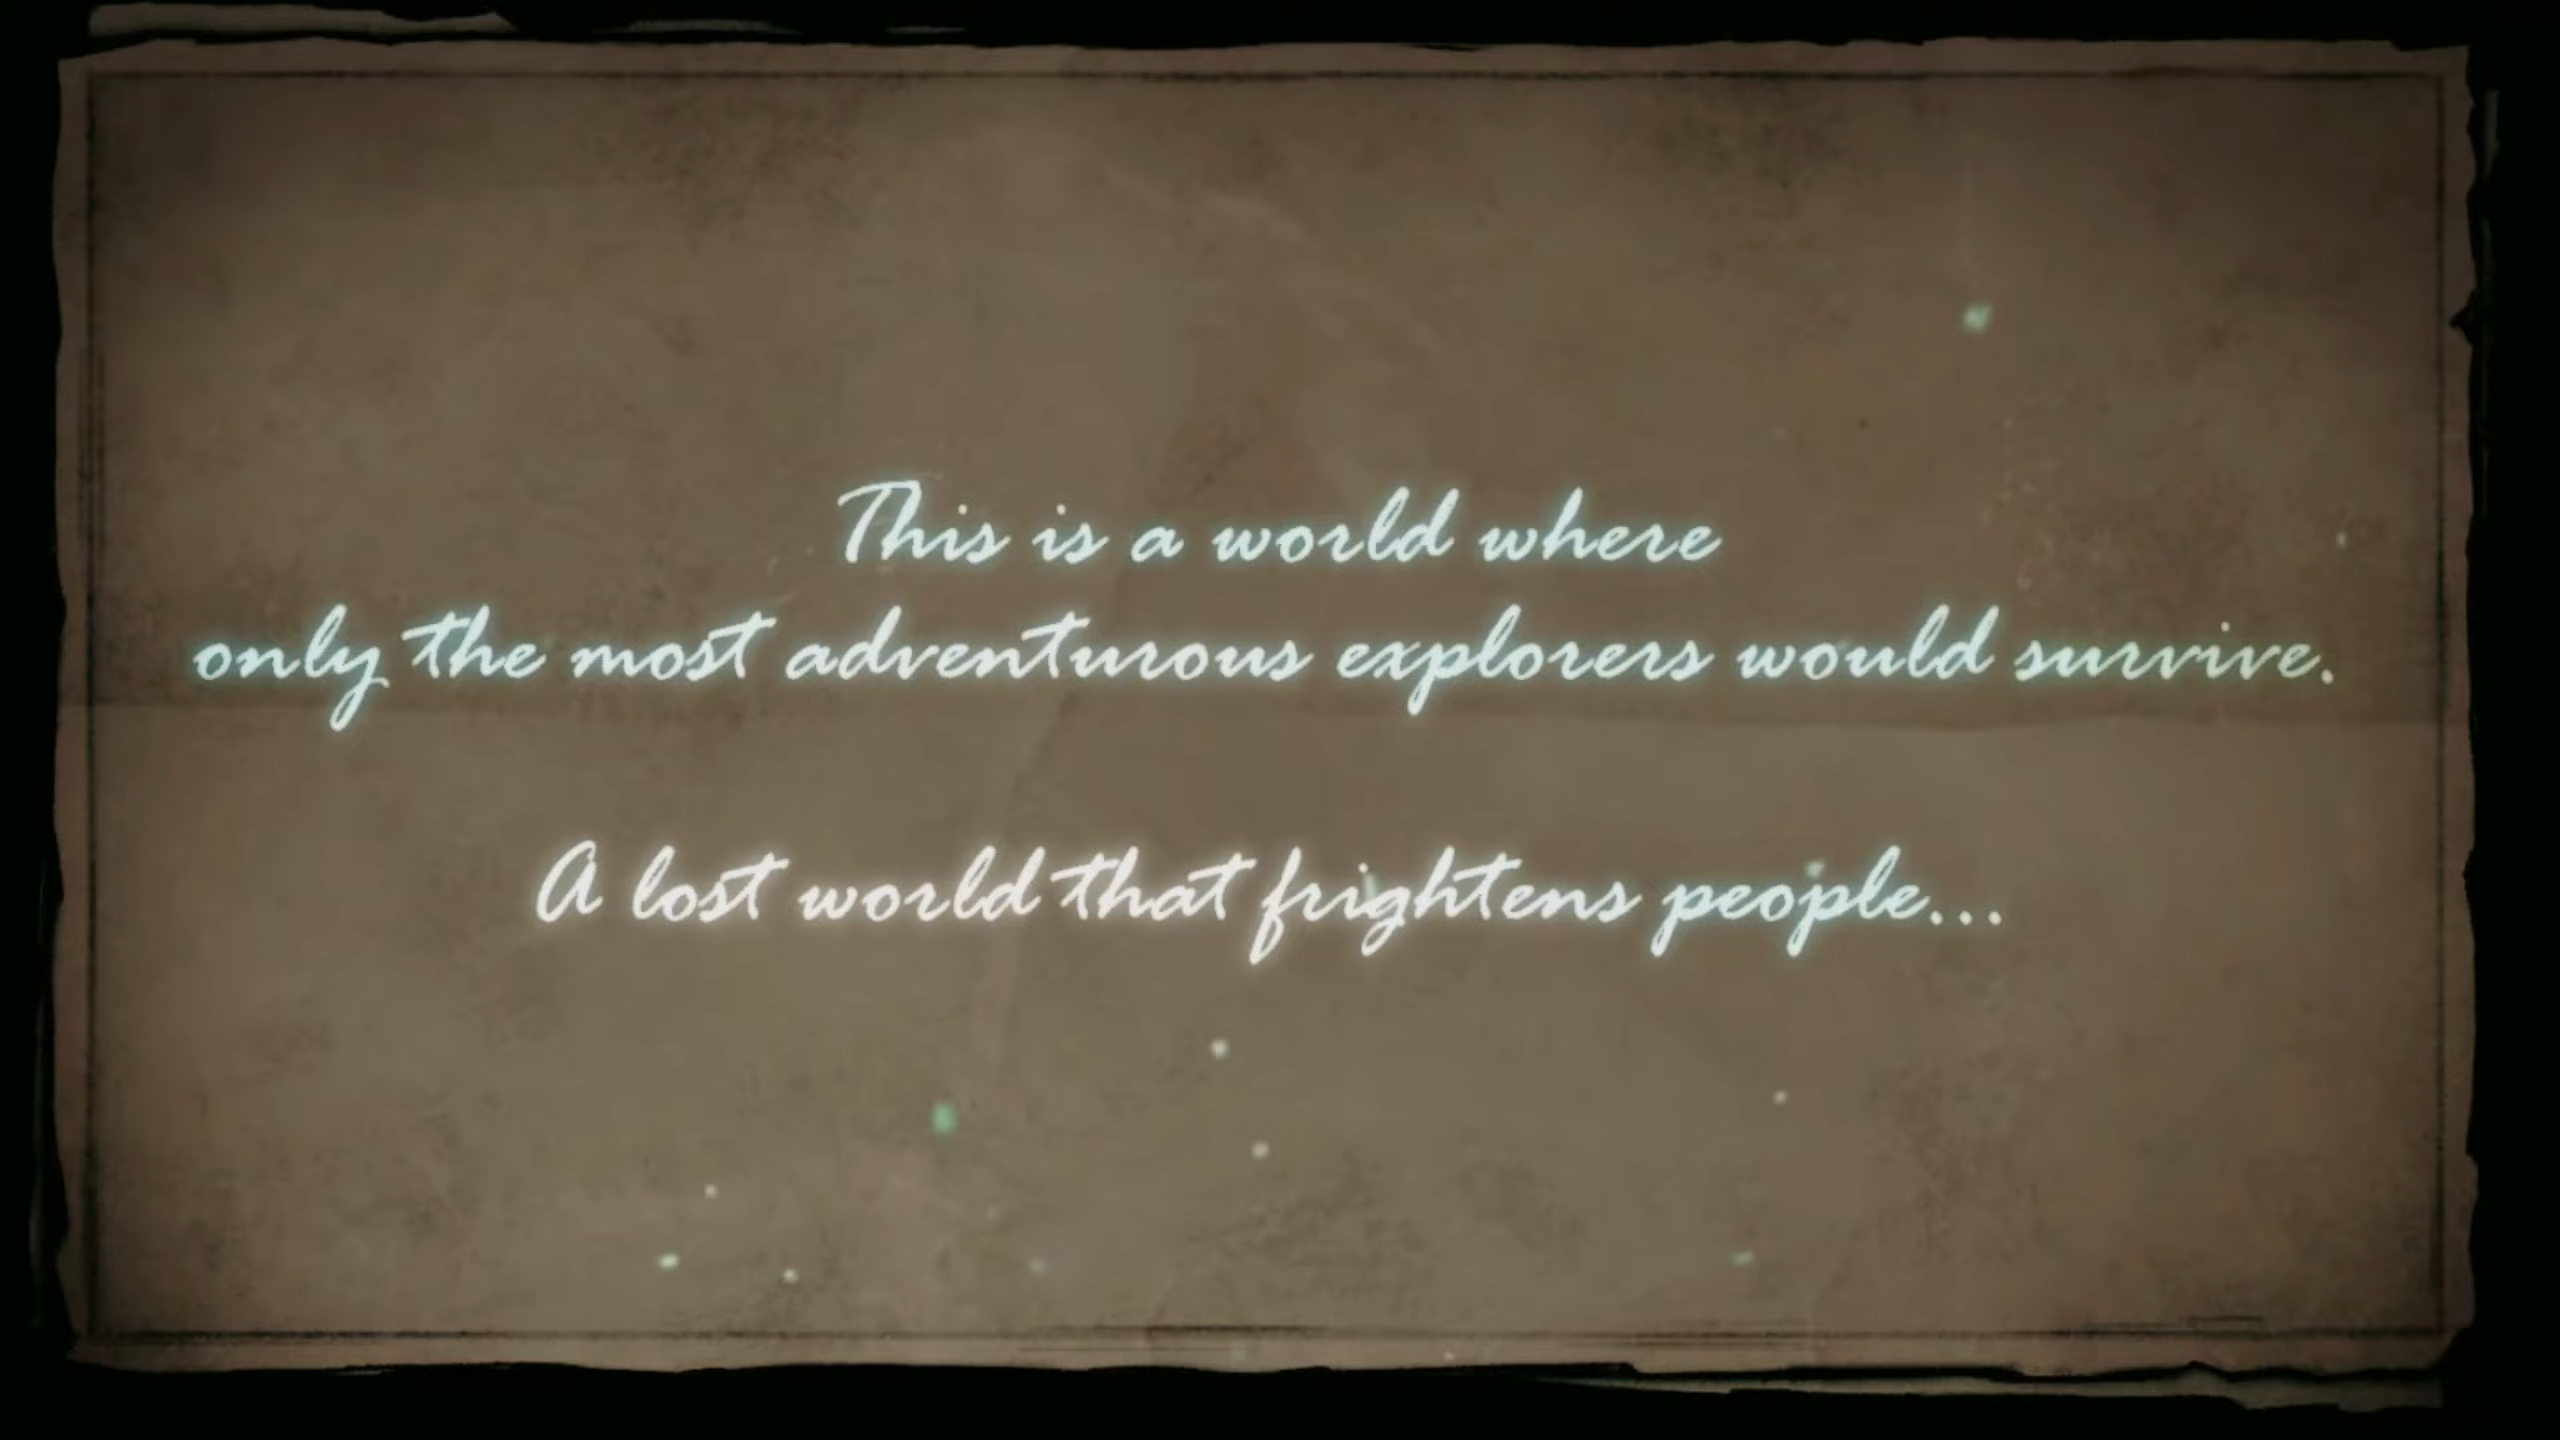 This is a world where
only the most adventurous explorers would survive.
A lost world that frightens people...